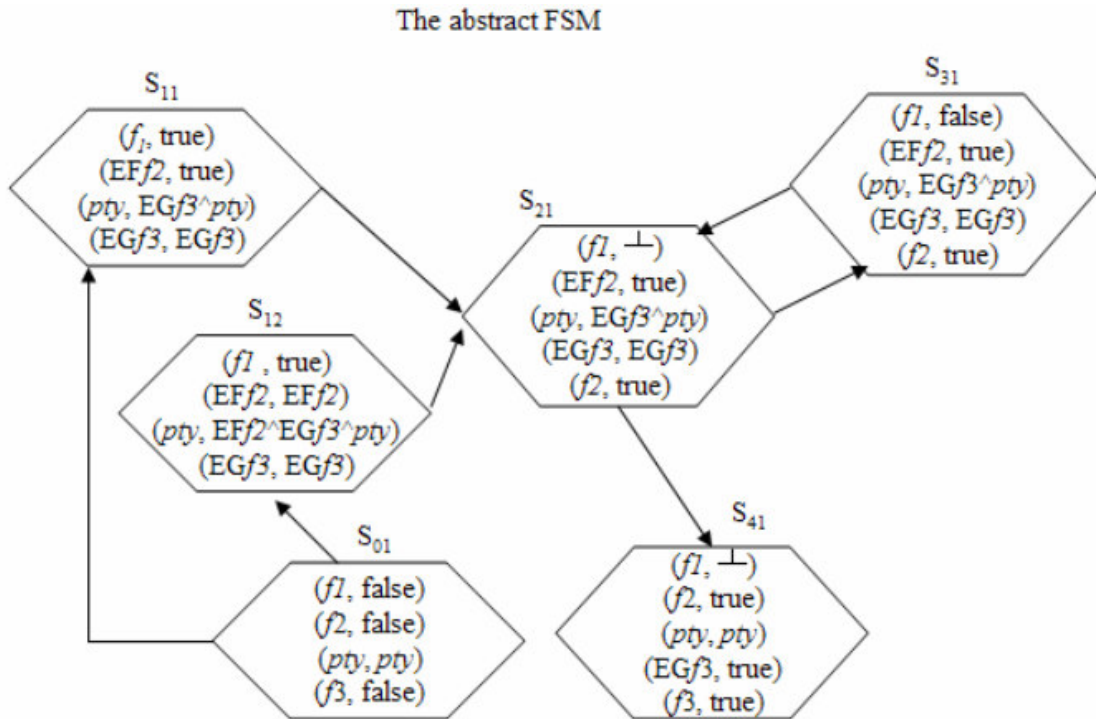 The abstract FSM
S₁₁
(f₁, true)
(EFf2, true)
(pty, EGf3^pty)
(EGf3, EGf3)
S₃₁
(f1, false)
(EFf2, true)
(pty, EGf3^pty)
(EGf3, EGf3)
(f2, true)
S₂₁
(f1, ⊥)
(EFf2, true)
(pty, EGf3^pty)
(EGf3, EGf3)
(f2, true)
S₁₂
(f1 , true)
(EFf2, EFf2)
(pty, EFf2^EGf3^pty)
(EGf3, EGf3)
S₀₁
(f1, false)
(f2, false)
(pty, pty)
(f3, false)
S₄₁
(f1, ⊥)
(f2, true)
(pty, pty)
(EGf3, true)
(f3, true)